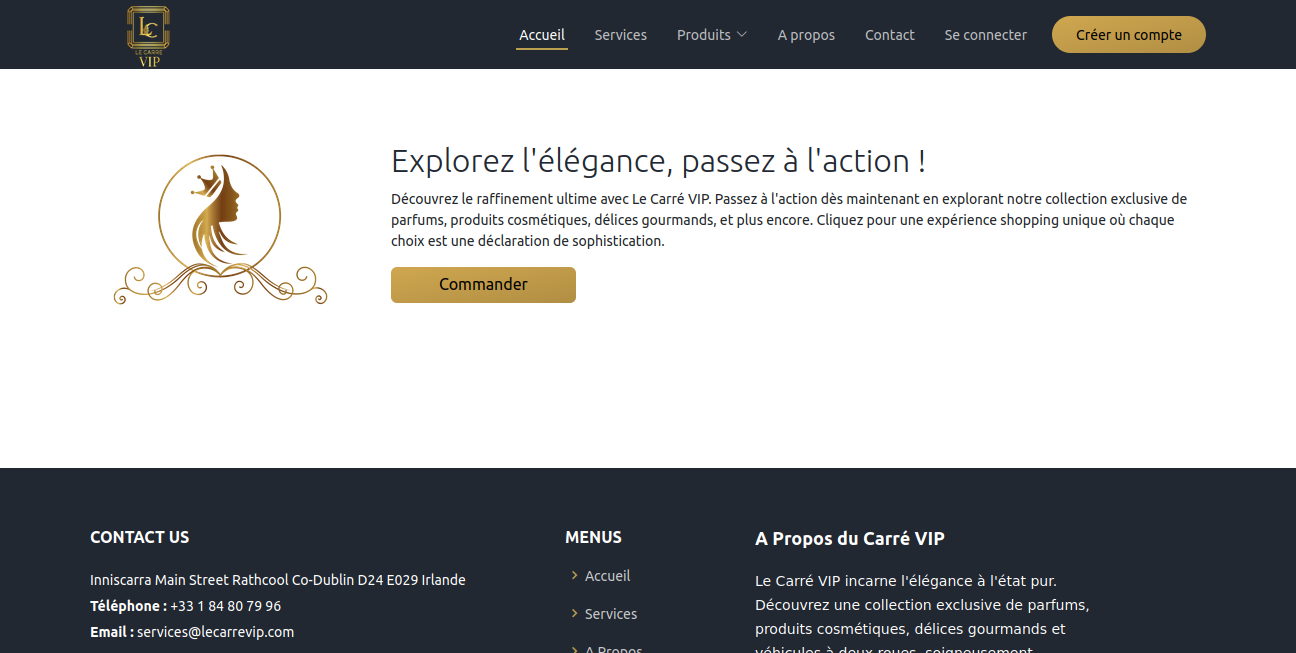 LC
LE CARRE
VIP
Accueil
Services
Produits
A propos
Contact
Se connecter
Créer un compte
Explorez l'élégance, passez à l'action !
Découvrez le raffinement ultime avec Le Carré VIP. Passez à l'action dès maintenant en explorant notre collection exclusive de
parfums, produits cosmétiques, délices gourmands, et plus encore. Cliquez pour une expérience shopping unique où chaque
choix est une déclaration de sophistication.
Commander
CONTACT US
Inniscarra Main Street Rathcool Co-Dublin D24 E029 Irlande
Téléphone : +33 1 84 80 79 96
Email : services@lecarrevip.com
MENUS
Accueil
Services
A Propos
A Propos du Carré VIP
Le Carré VIP incarne l'élégance à l'état pur.
Découvrez une collection exclusive de parfums,
produits cosmétiques, délices gourmands et
véhicules à deux roues, soigneusement